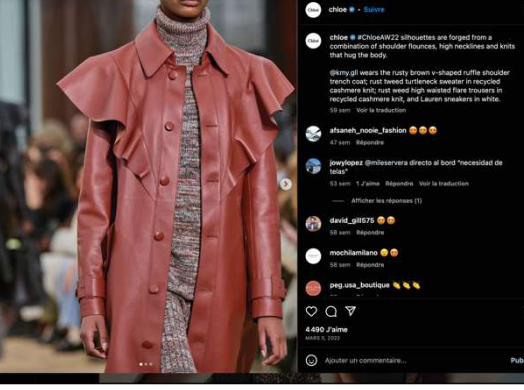 chloe • Suivre
chloe #ChloeAW22 silhouettes are forged from a
combination of shoulder flounces, high necklines and knits
that hug the body.
@kmy.gl wears the rusty brown v-shaped ruffle shoulder
trench coat; rust tweed turtleneck sweater in recycled
cashmere knit; rust weed high waisted flare trousers in
recycled cashmere knit, and Lauren sneakers in white.
59 sem Voir la traduction
afsaneh_nooie_fashion
47 sem Répondre
jowylopez @mileservera directo al bord "necesidad de
telas"
53 sem 1 J'aime Répondre Voir la traduction
Afficher les réponses (1)
david_gill575
58 sem Répondre
mochilamilano
58 sem Répondre
peg.usa_boutique
4 490 J'aime
MARS 5, 2022
Ajouter un commentaire...
Pub